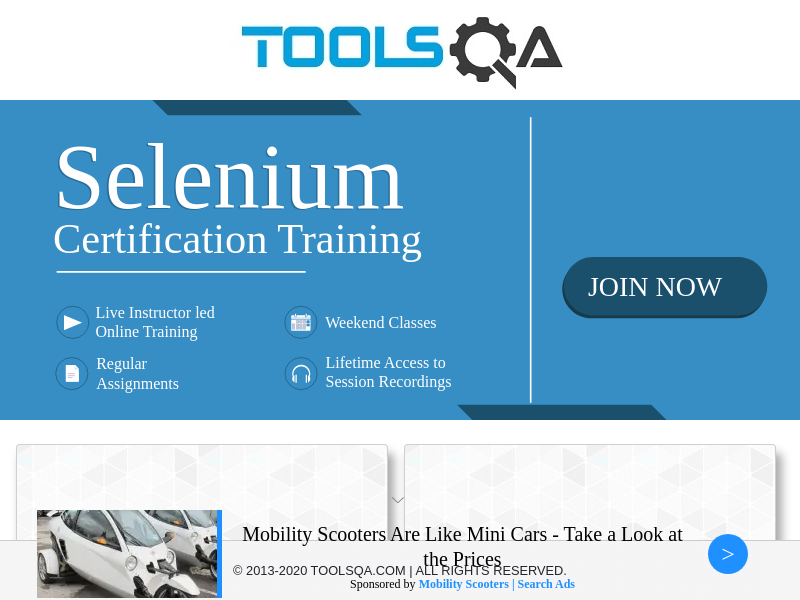 TOOLSQA
Selenium
Certification Training
JOIN NOW
Live Instructor led
Online Training
Weekend Classes
Regular
Assignments
Lifetime Access to
Session Recordings
Mobility Scooters Are Like Mini Cars - Take a Look at
the Prices
>
© 2013-2020 TOOLSQA.COM | ALL RIGHTS RESERVED.
Sponsored by Mobility Scooters | Search Ads